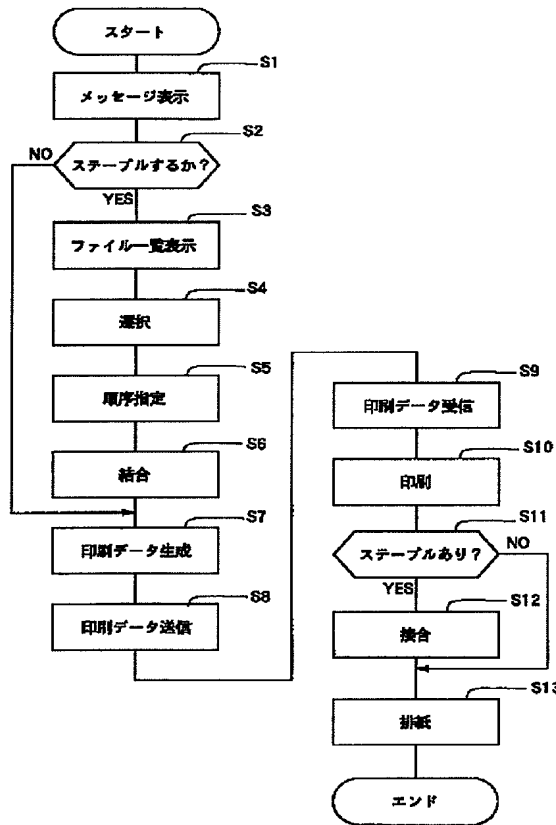 スタート
S1
メッセージ表示
S2
NO
ステープルするか?
YES
S3
ファイル一覧表示
S4
選択
S5
順序指定
S6
結合
S7
印刷データ生成
S8
印刷データ送信
S9
印刷データ受信
S10
印刷
S11
ステープルあり?
NO
YES
S12
接合
S13
排紙
エンド